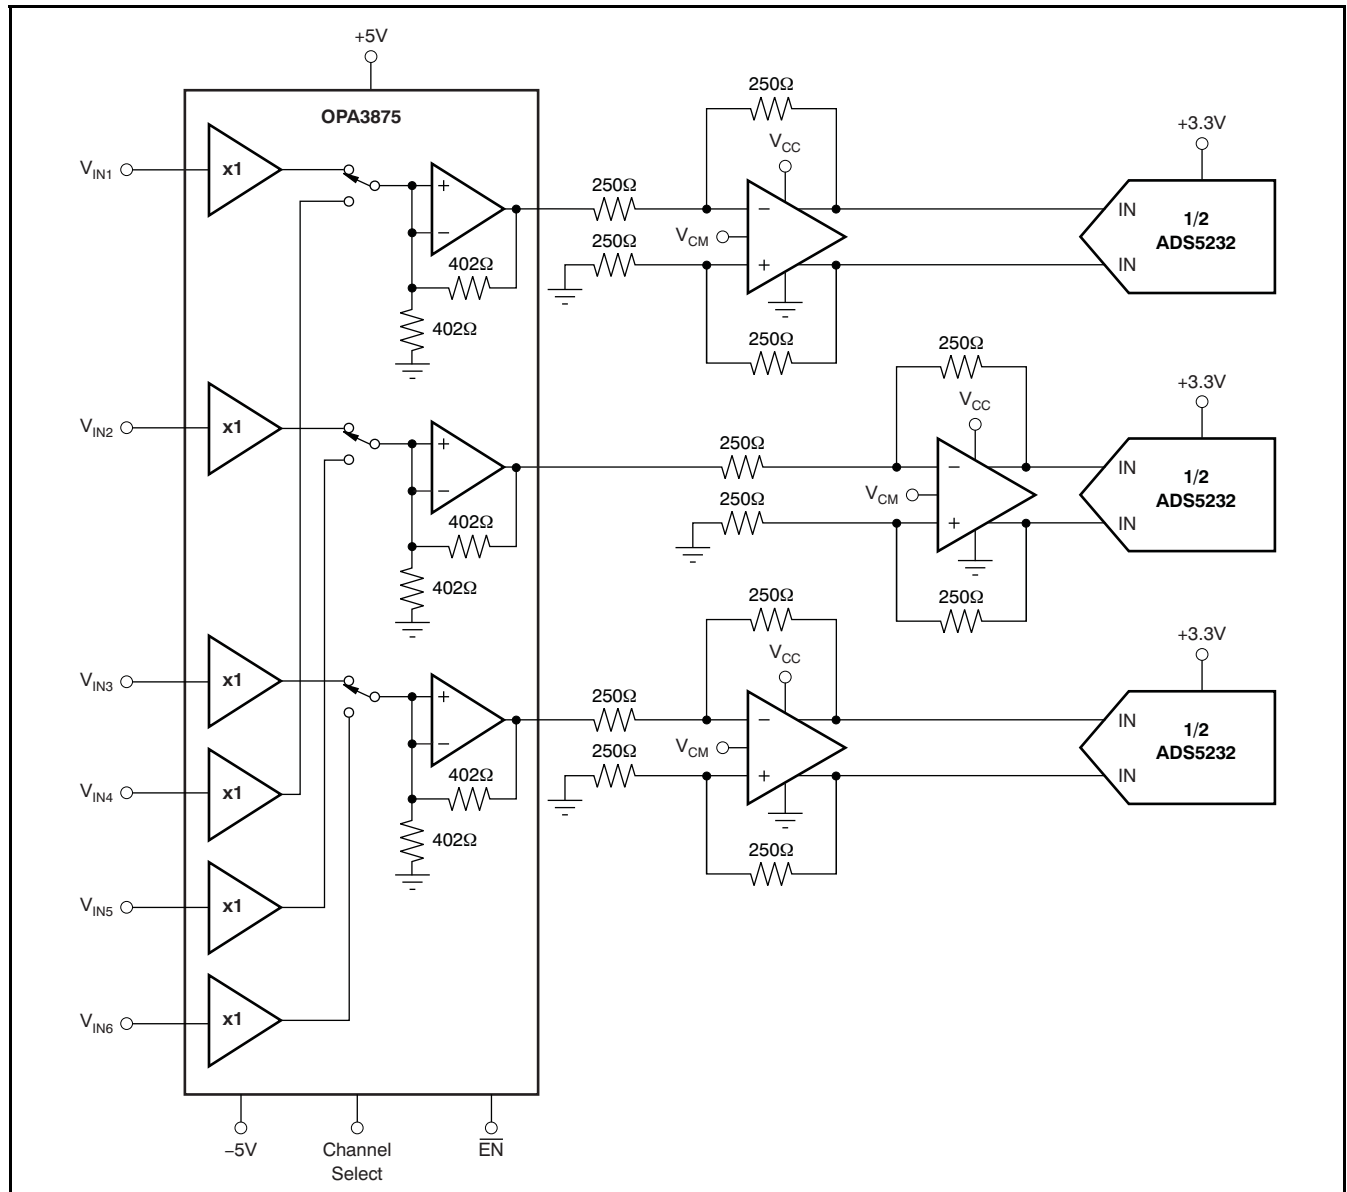 +5V
OPA3875
V_IN1
x1
+
−
402Ω
402Ω
250Ω
250Ω
250Ω
V_CC
V_CM
−
+
250Ω
+3.3V
IN
1/2
ADS5232
IN
V_IN2
x1
+
−
402Ω
402Ω
250Ω
250Ω
250Ω
V_CC
V_CM
−
+
250Ω
+3.3V
IN
1/2
ADS5232
IN
V_IN3
x1
+
−
402Ω
402Ω
250Ω
250Ω
250Ω
V_CC
V_CM
−
+
250Ω
+3.3V
IN
1/2
ADS5232
IN
V_IN4
x1
V_IN5
x1
V_IN6
x1
−5V
Channel
Select
EN